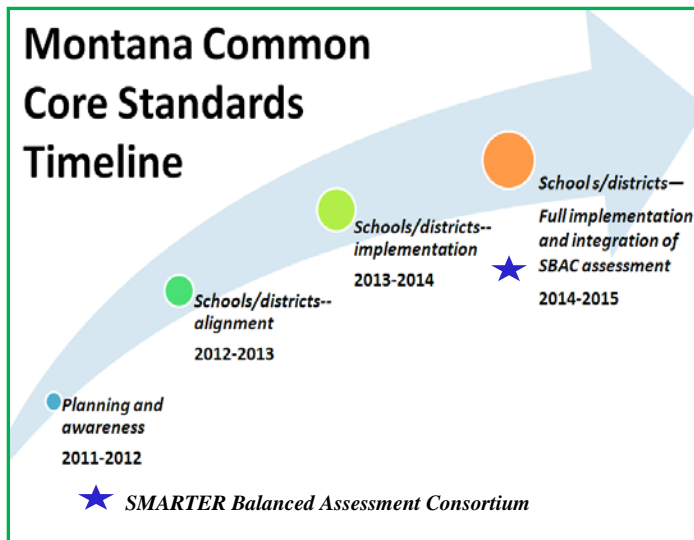 Montana Common
Core Standards
Timeline
School s/districts—
Full implementation
and integration of
SBAC assessment
2014-2015
Schools/districts--
implementation
2013-2014
Schools/districts--
alignment
2012-2013
Planning and
awareness
2011-2012
SMARTER Balanced Assessment Consortium